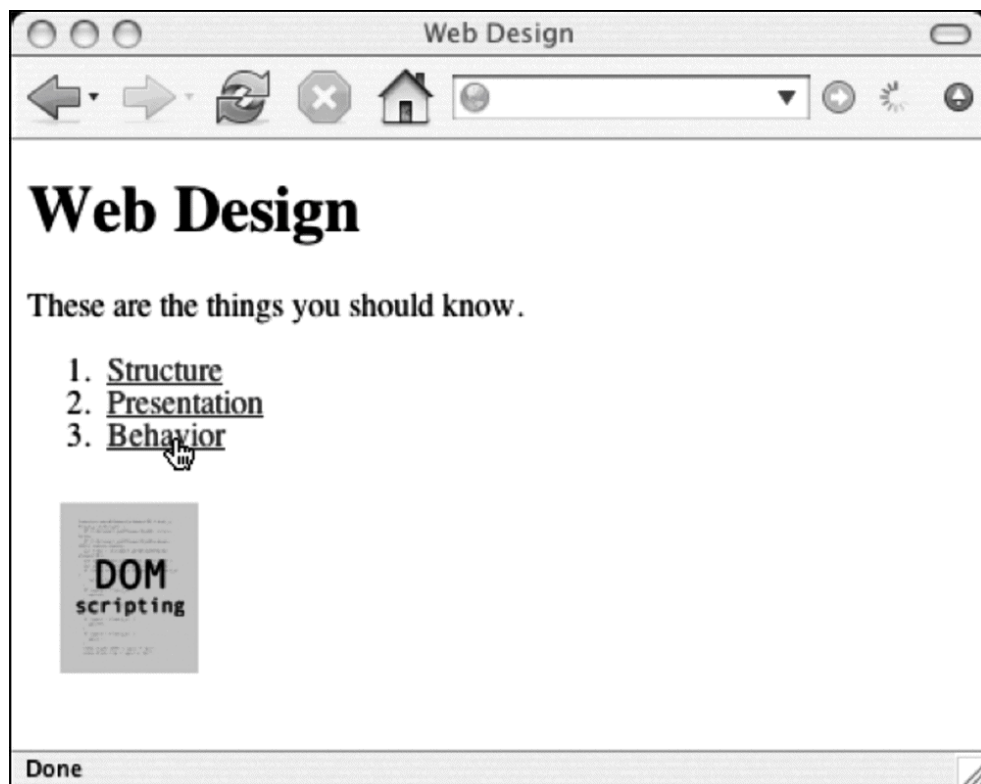 Web Design
Web Design
These are the things you should know.
1. Structure
2. Presentation
3. Behavior
DOM
scripting
Done